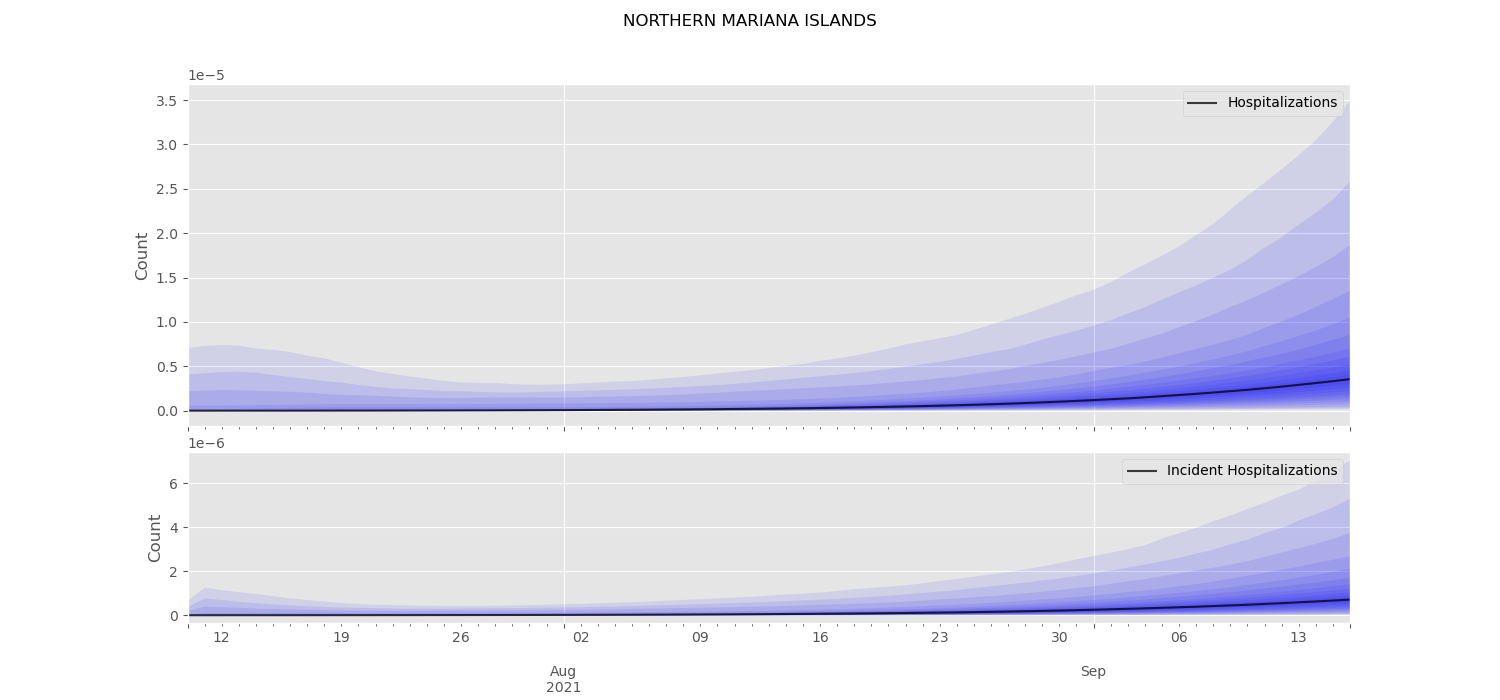 NORTHERN MARIANA ISLANDS
1e−5
Hospitalizations
3.5
3.0
2.5
2.0
1.5
1.0
0.5
0.0
Count
1e−6
Incident Hospitalizations
6
4
2
0
Count
12 19 26 02 09 16 23 30 06 13
Aug Sep
2021